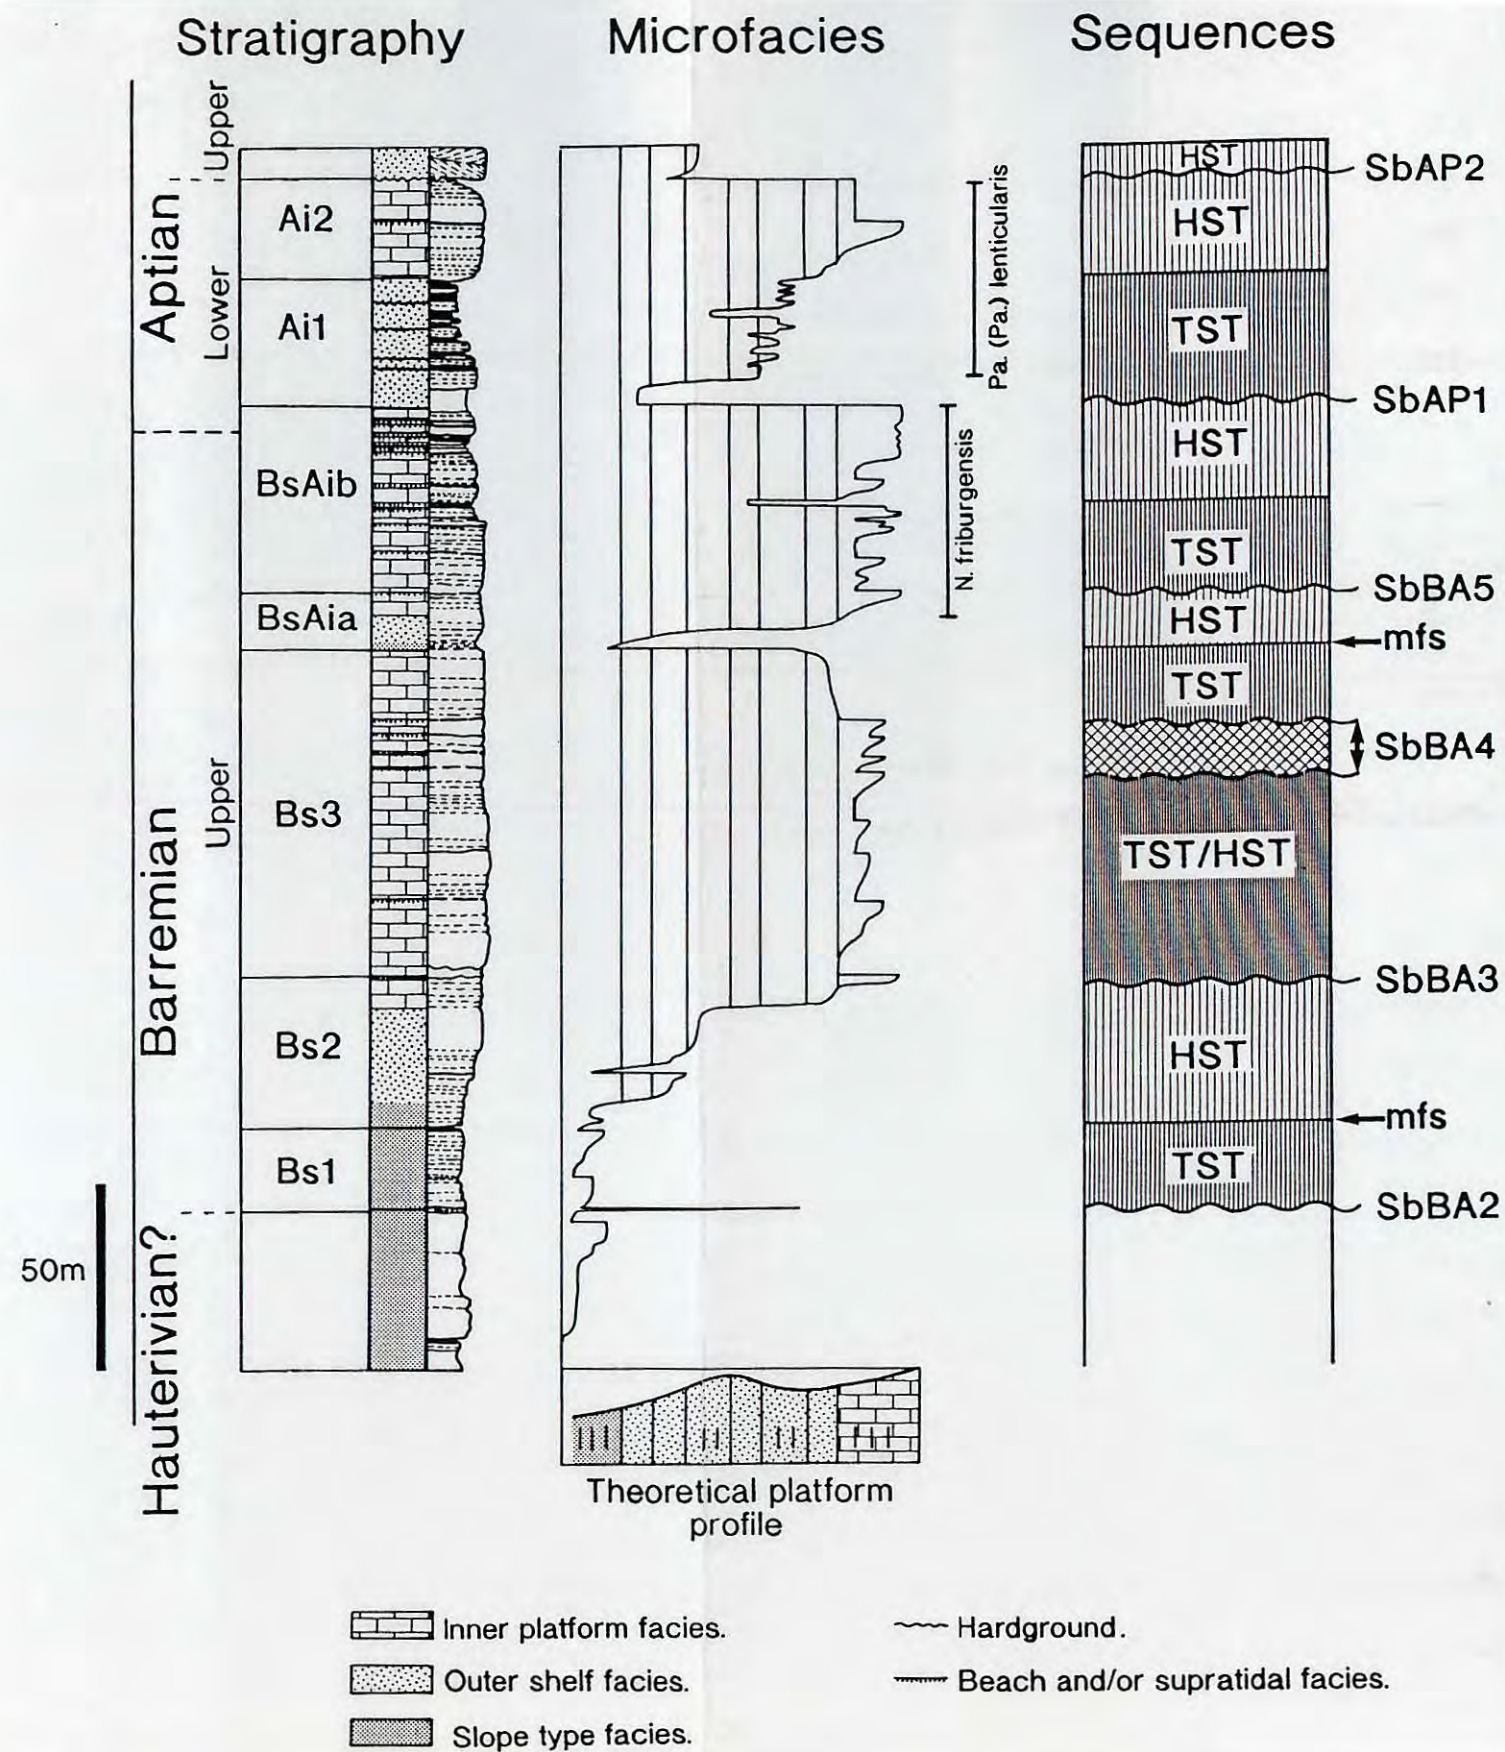 Stratigraphy
Microfacies
Sequences
Aptian
Upper
Lower
Barremian
Upper
Hauterivian?
50m
Ai2
Ai1
BsAib
BsAia
Bs3
Bs2
Bs1
Pa. (Pa.) lenticularis
N. friburgensis
HST
SbAP2
HST
TST
SbAP1
HST
TST
SbBA5
HST
mfs
TST
SbBA4
TST/HST
SbBA3
HST
mfs
TST
SbBA2
Theoretical platform
profile
Inner platform facies.
Outer shelf facies.
Slope type facies.
Hardground.
Beach and/or supratidal facies.